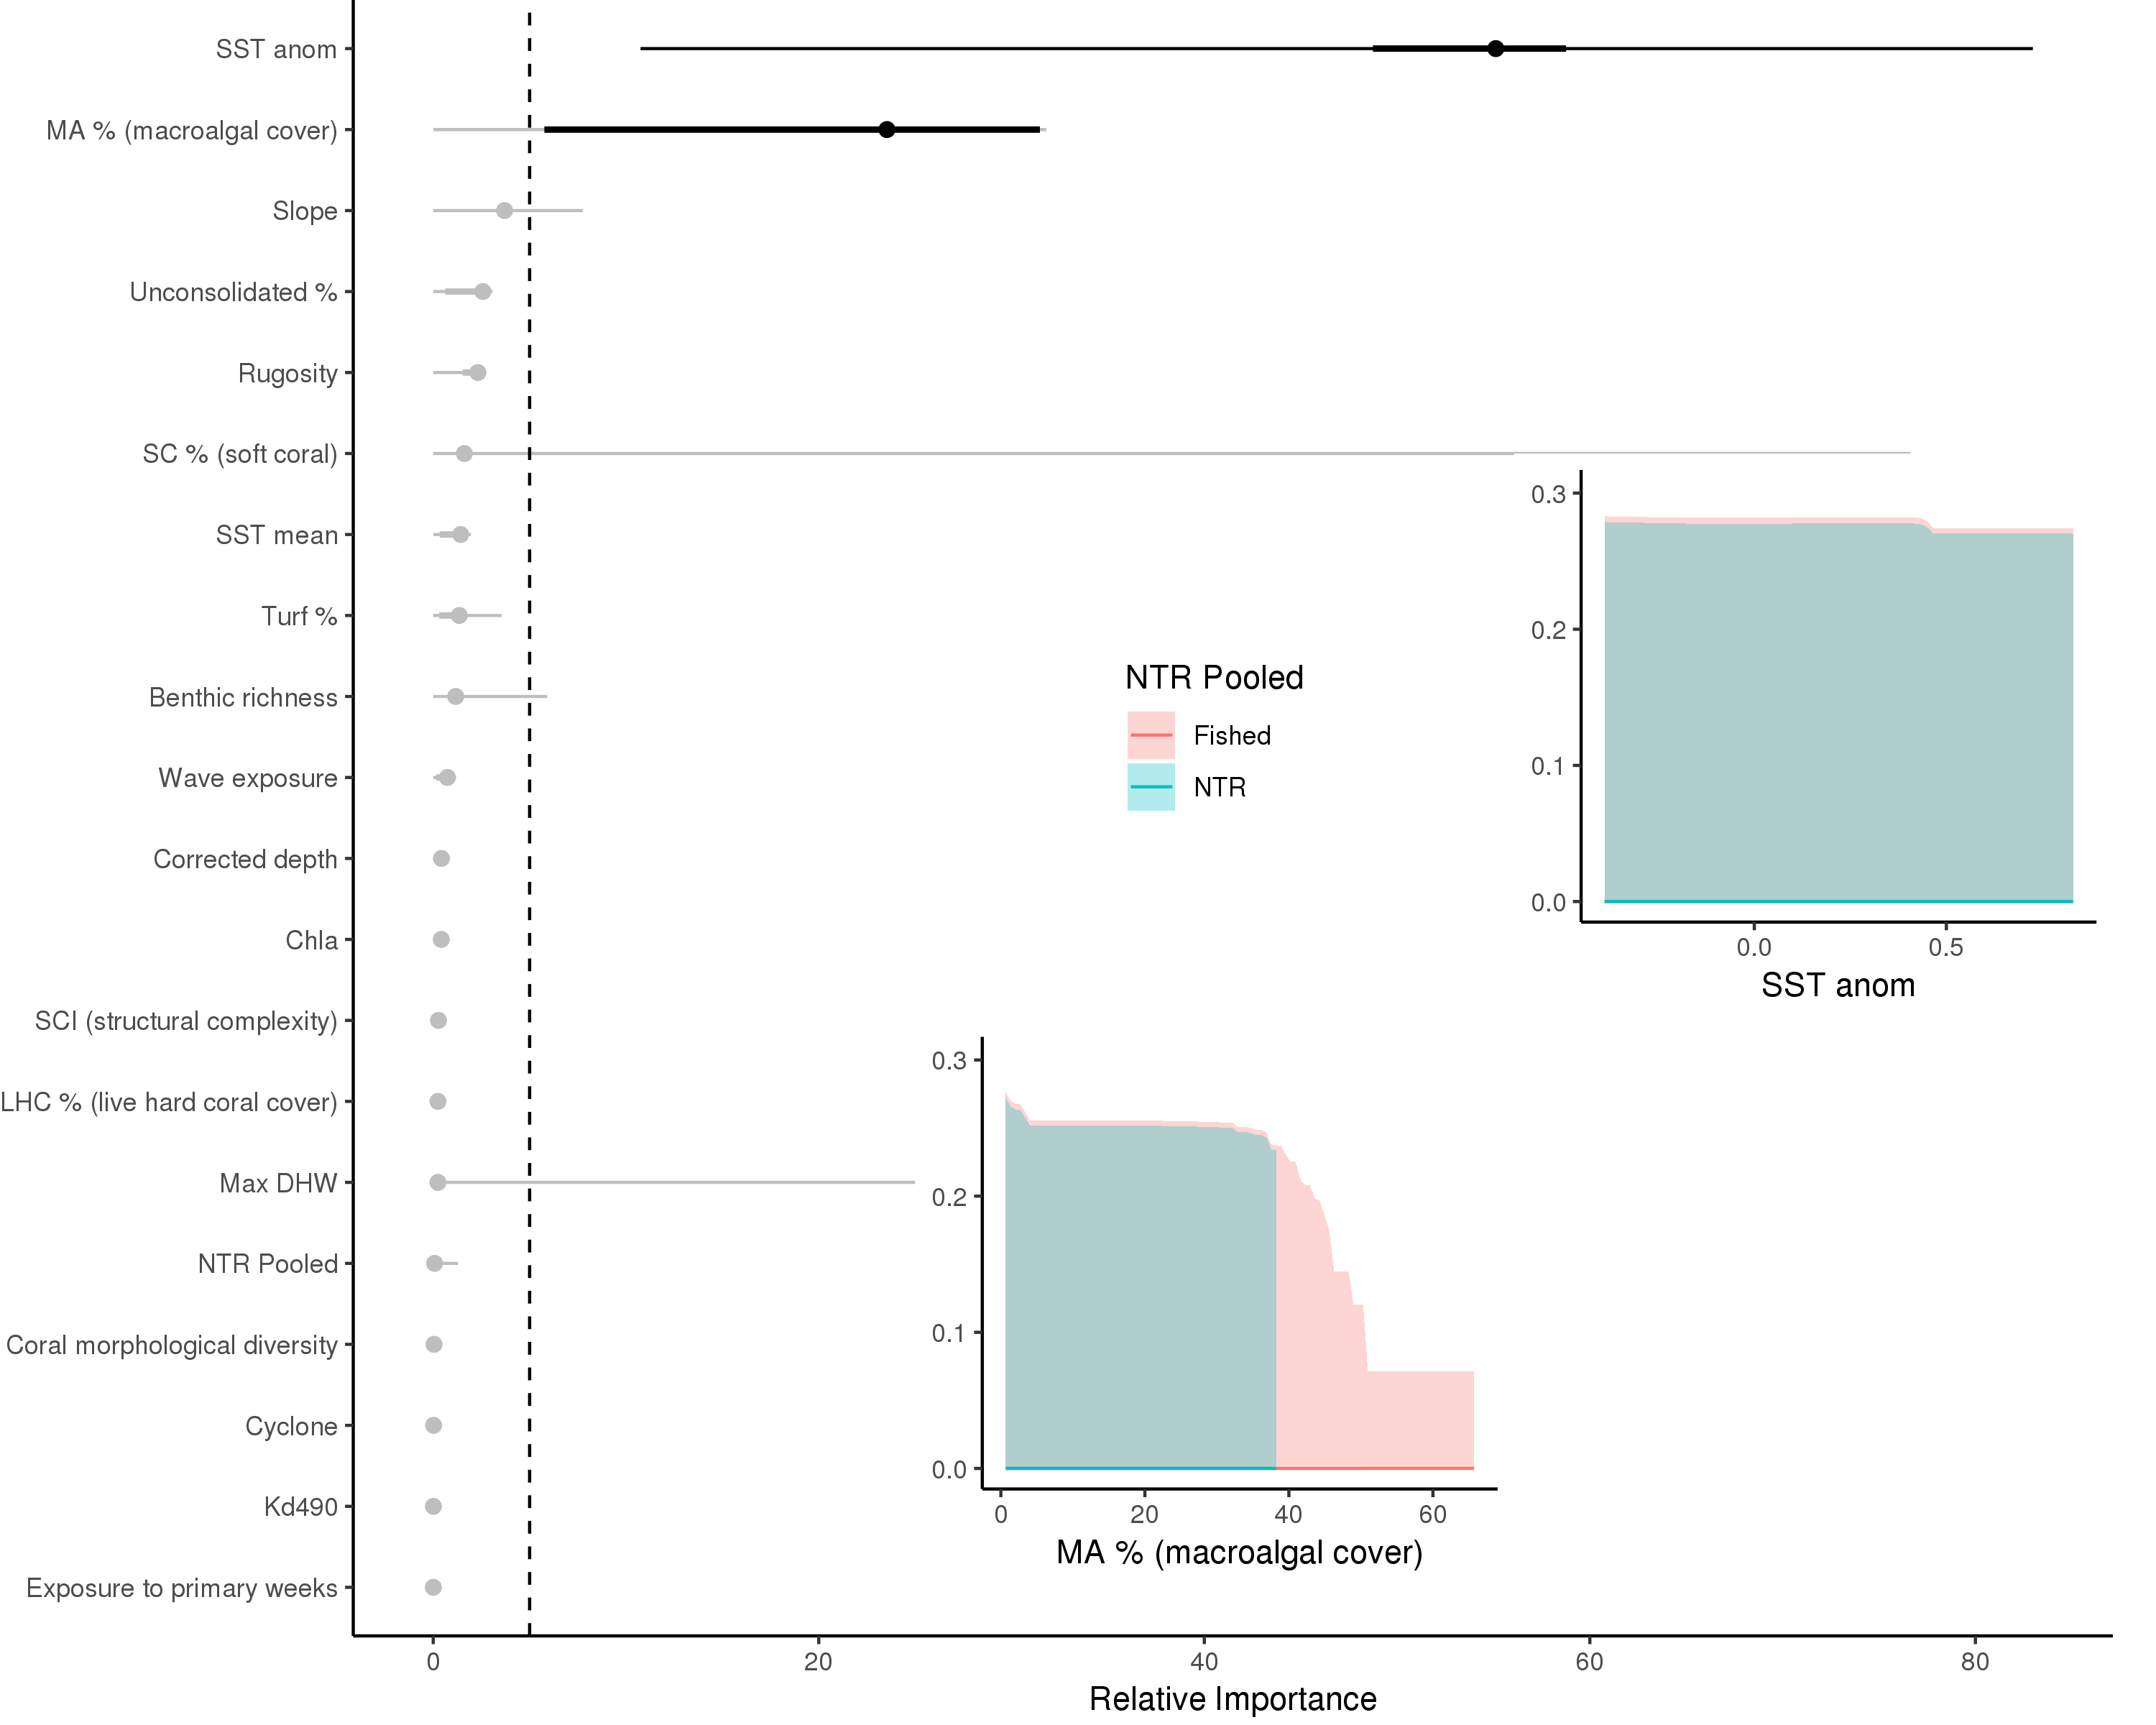 SST anom
MA % (macroalgal cover)
Slope
Unconsolidated %
Rugosity
SC % (soft coral)
SST mean
Turf %
Benthic richness
Wave exposure
Corrected depth
Chla
SCI (structural complexity)
LHC % (live hard coral cover)
Max DHW
NTR Pooled
Coral morphological diversity
Cyclone
Kd490
Exposure to primary weeks
0 20 40 60 80
Relative Importance
NTR Pooled
Fished
NTR
0.3
0.2
0.1
0.0
0.0 0.5
SST anom
0.3
0.2
0.1
0.0
0 20 40 60
MA % (macroalgal cover)